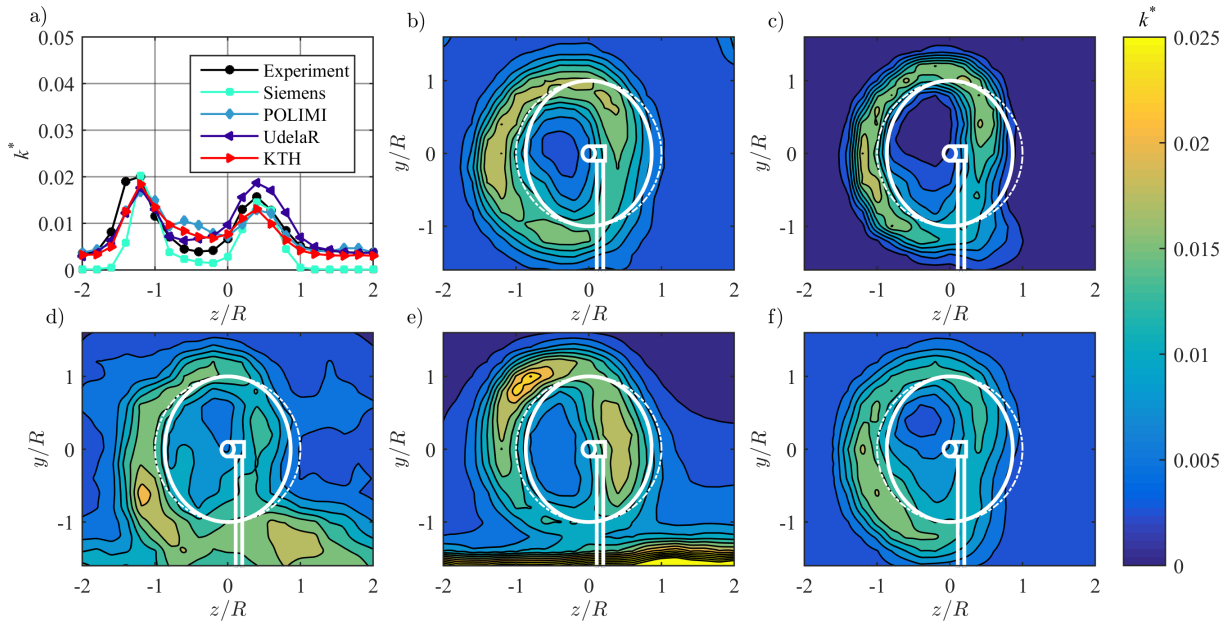 a)
0.05
0.04
0.03
0.02
0.01
0
k*
-2 -1 0 1 2
z/R
Experiment
Siemens
POLIMI
UdelaR
KTH
b)
1
0
-1
y/R
-2 -1 0 1 2
z/R
c)
1
0
-1
y/R
-2 -1 0 1 2
z/R
k*
0.025
0.02
0.015
0.01
0.005
0
d)
1
0
-1
y/R
-2 -1 0 1 2
z/R
e)
1
0
-1
y/R
-2 -1 0 1 2
z/R
f)
1
0
-1
y/R
-2 -1 0 1 2
z/R